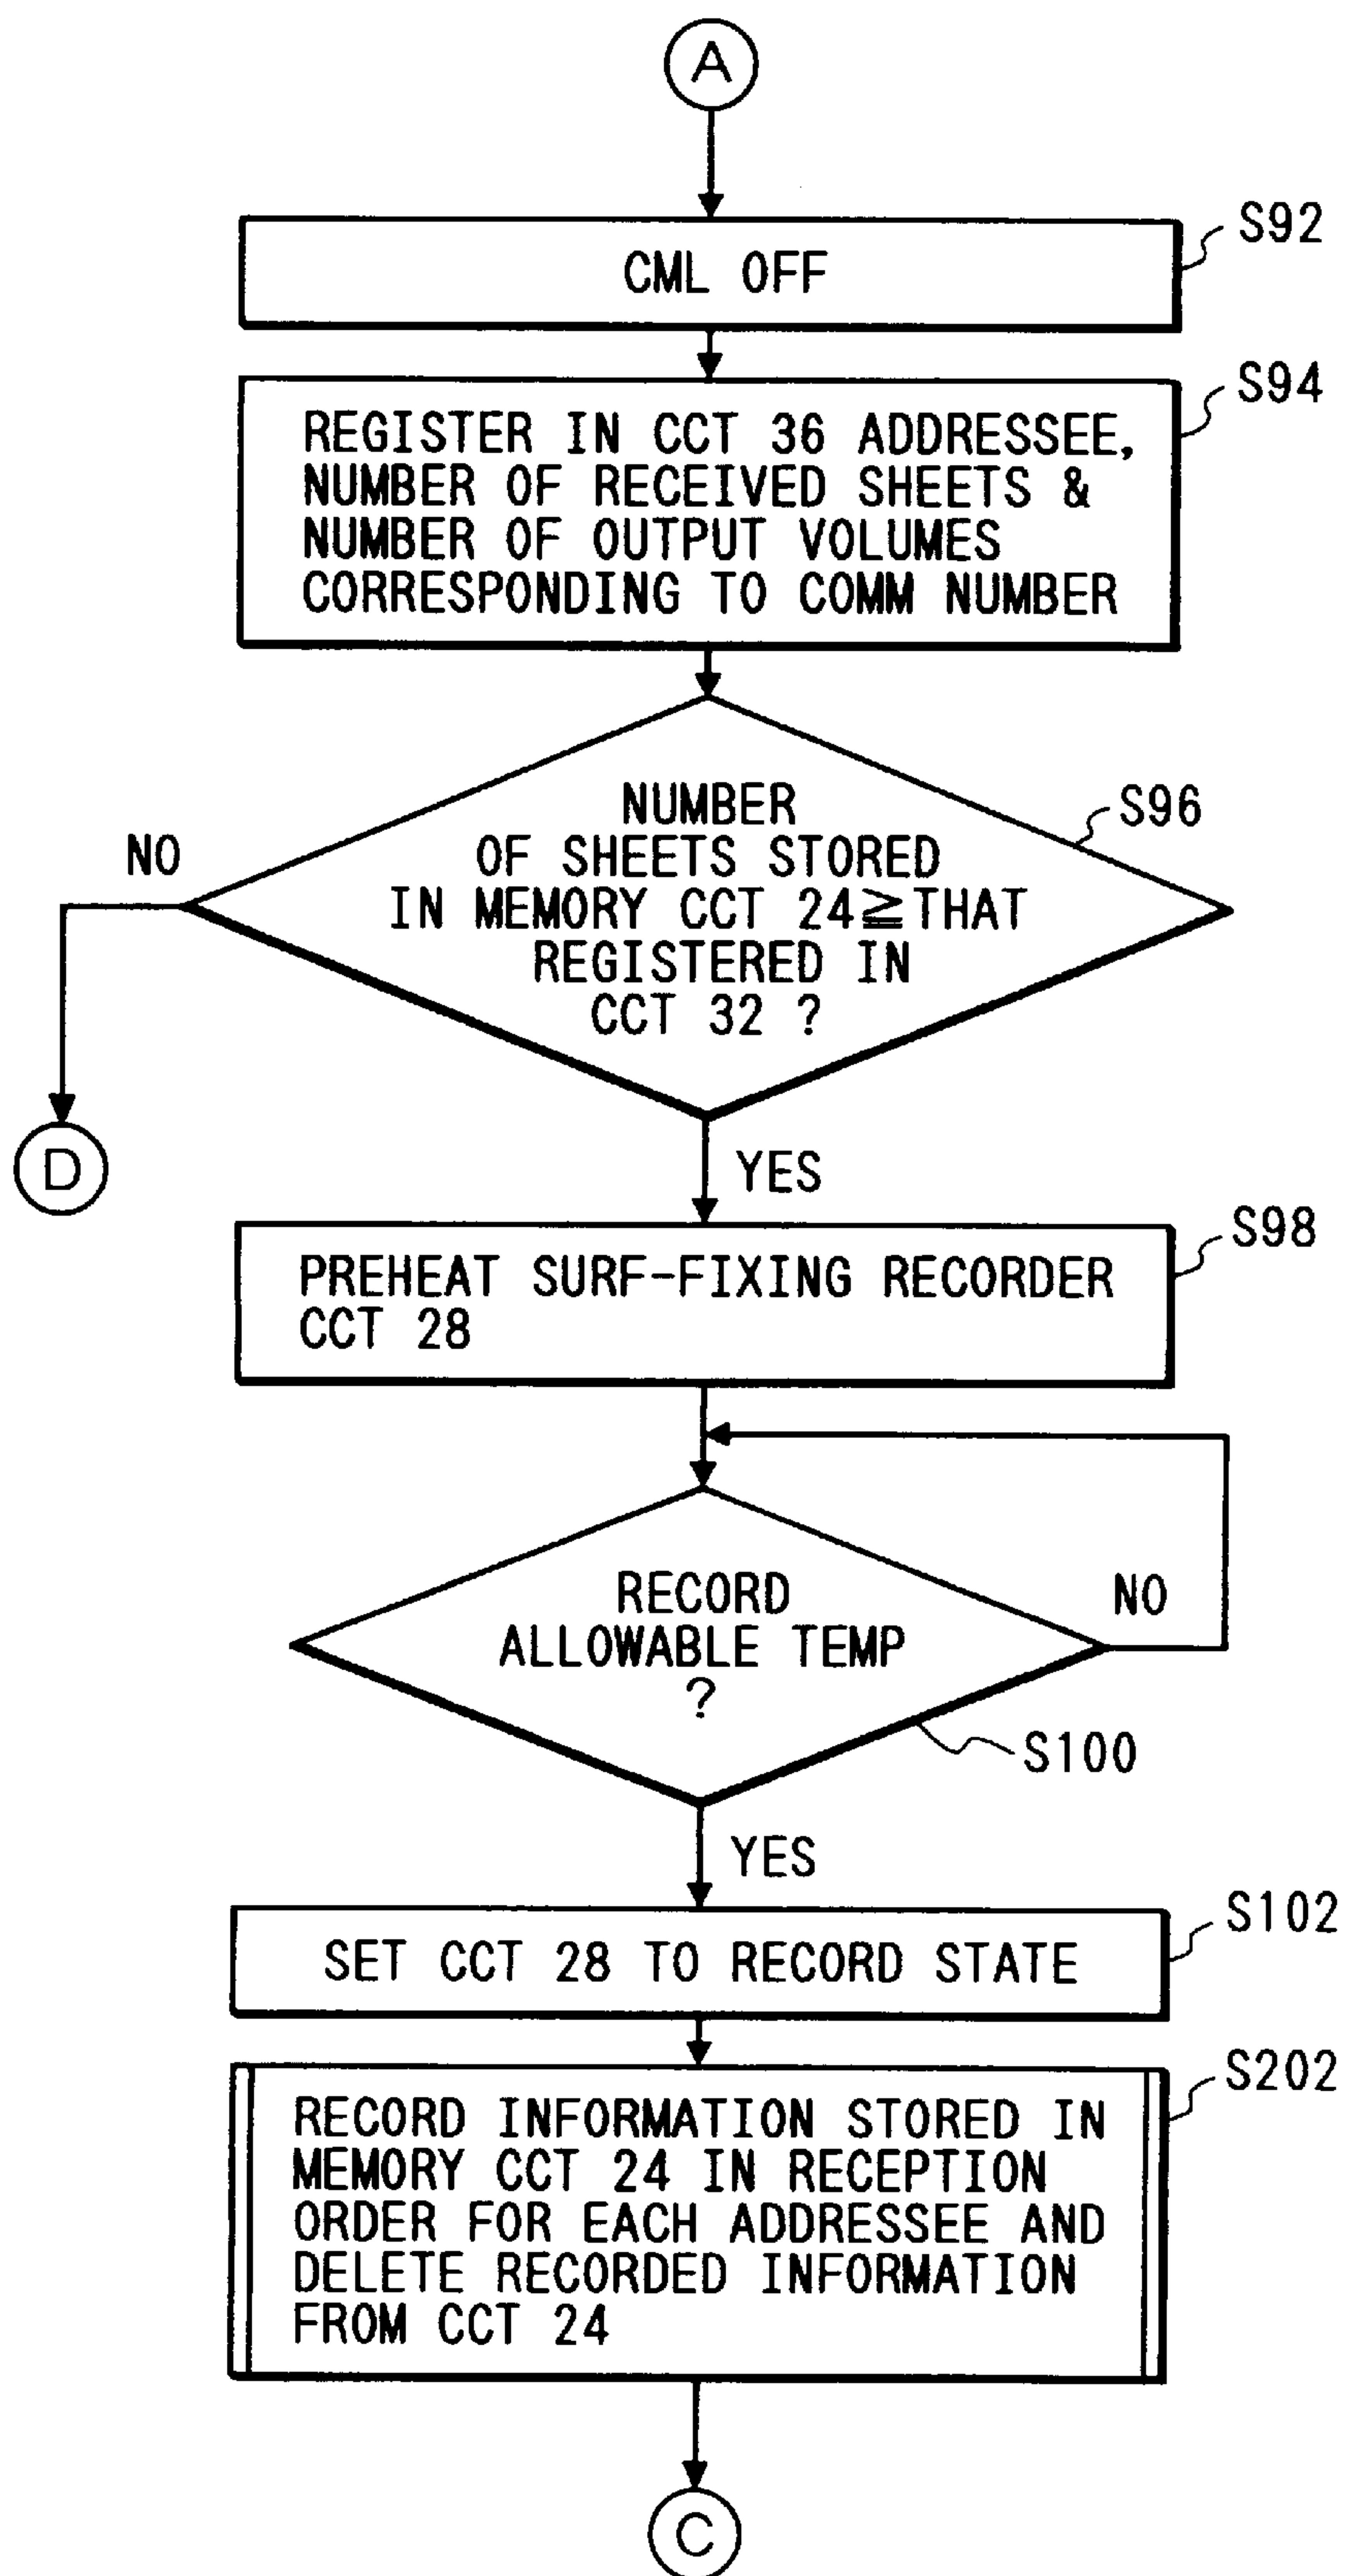 A
CML OFF
S92
REGISTER IN CCT 36 ADDRESSEE,
NUMBER OF RECEIVED SHEETS &
NUMBER OF OUTPUT VOLUMES
CORRESPONDING TO COMM NUMBER
S94
NUMBER
OF SHEETS STORED
IN MEMORY CCT 24≧THAT
REGISTERED IN
CCT 32 ?
S96
NO
D
YES
PREHEAT SURF-FIXING RECORDER
CCT 28
S98
RECORD
ALLOWABLE TEMP
?
NO
S100
YES
SET CCT 28 TO RECORD STATE
S102
RECORD INFORMATION STORED IN
MEMORY CCT 24 IN RECEPTION
ORDER FOR EACH ADDRESSEE AND
DELETE RECORDED INFORMATION
FROM CCT 24
S202
C